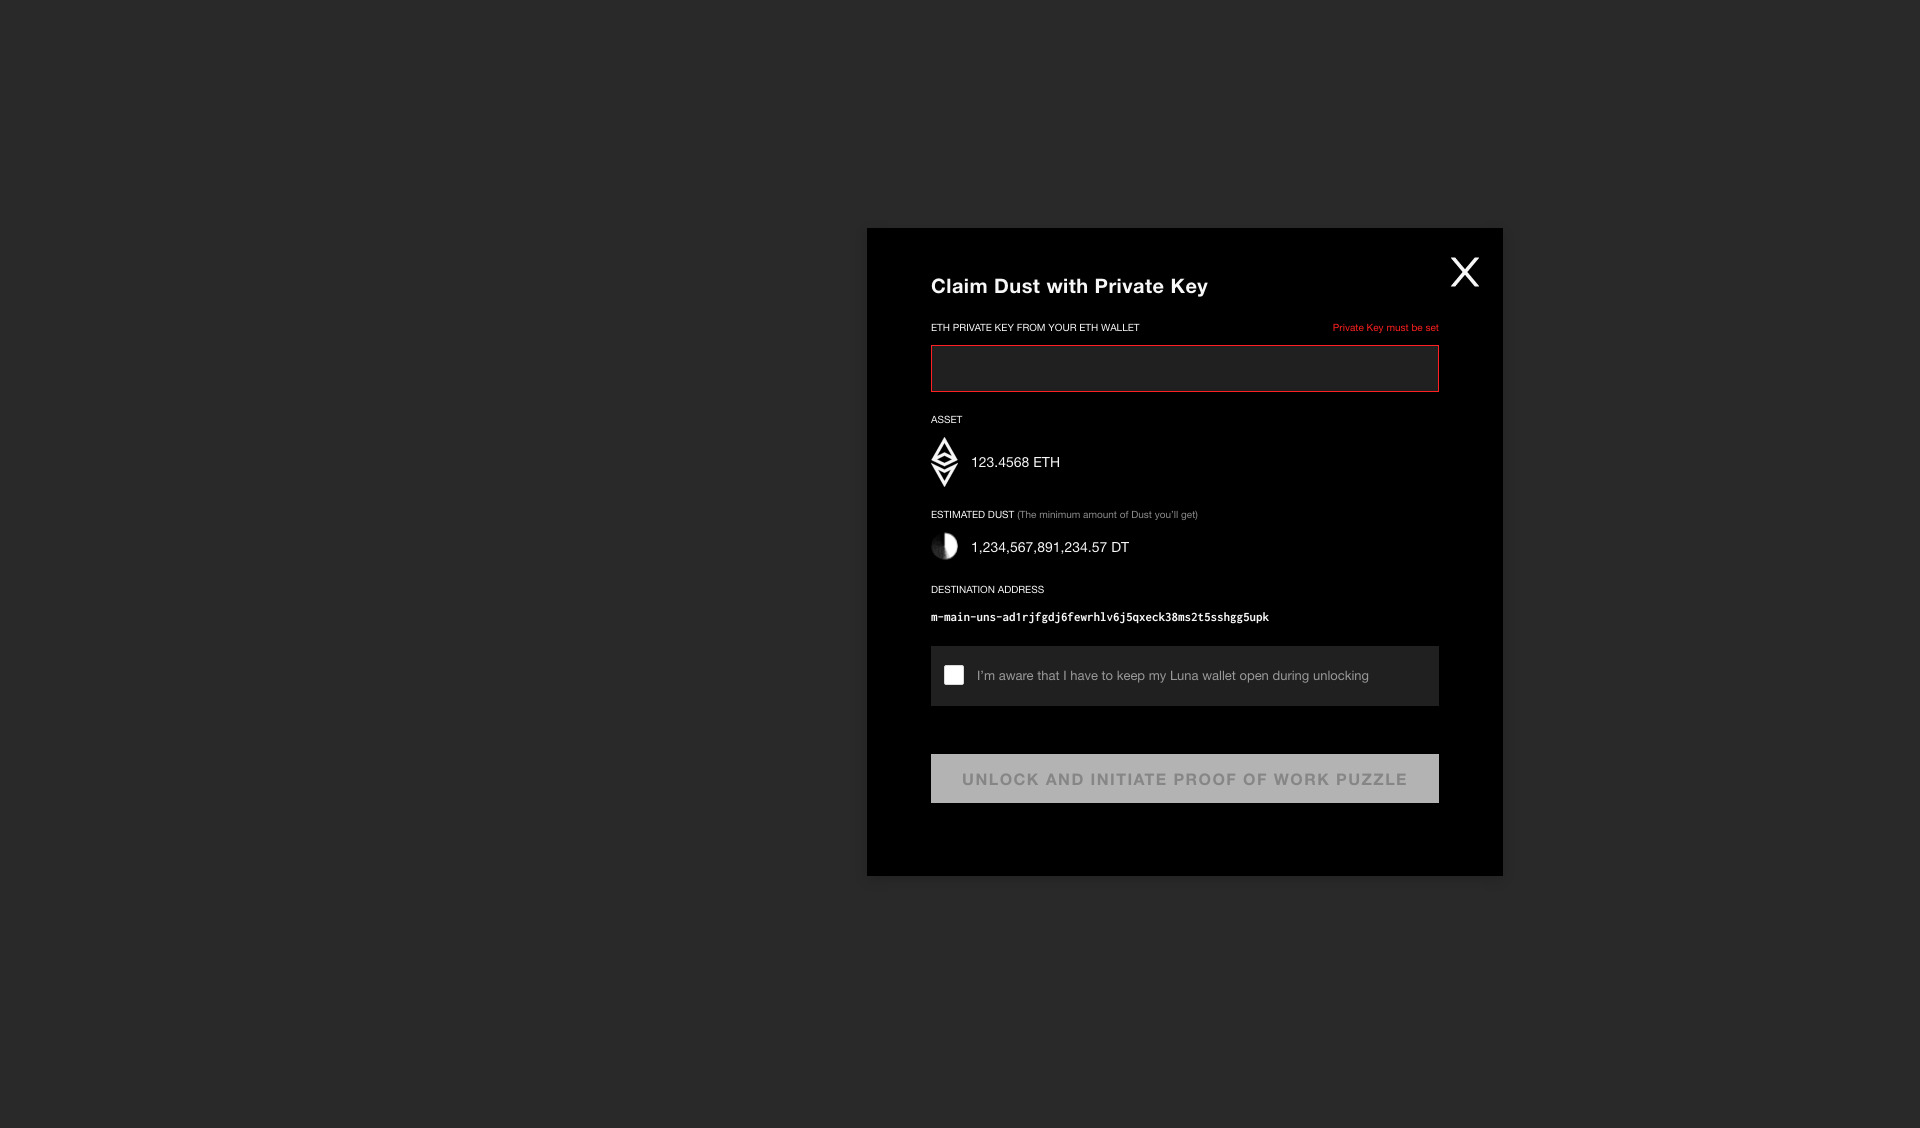 Claim Dust with Private Key
X
ETH PRIVATE KEY FROM YOUR ETH WALLET Private Key must be set
ASSET
123.4568 ETH
ESTIMATED DUST (The minimum amount of Dust you'll get)
1,234,567,891,234.57 DT
DESTINATION ADDRESS
m-main-uns-ad1rjfgdj6fewrhlv6j5qxeck38ms2t5sshgg5upk
I'm aware that I have to keep my Luna wallet open during unlocking
UNLOCK AND INITIATE PROOF OF WORK PUZZLE